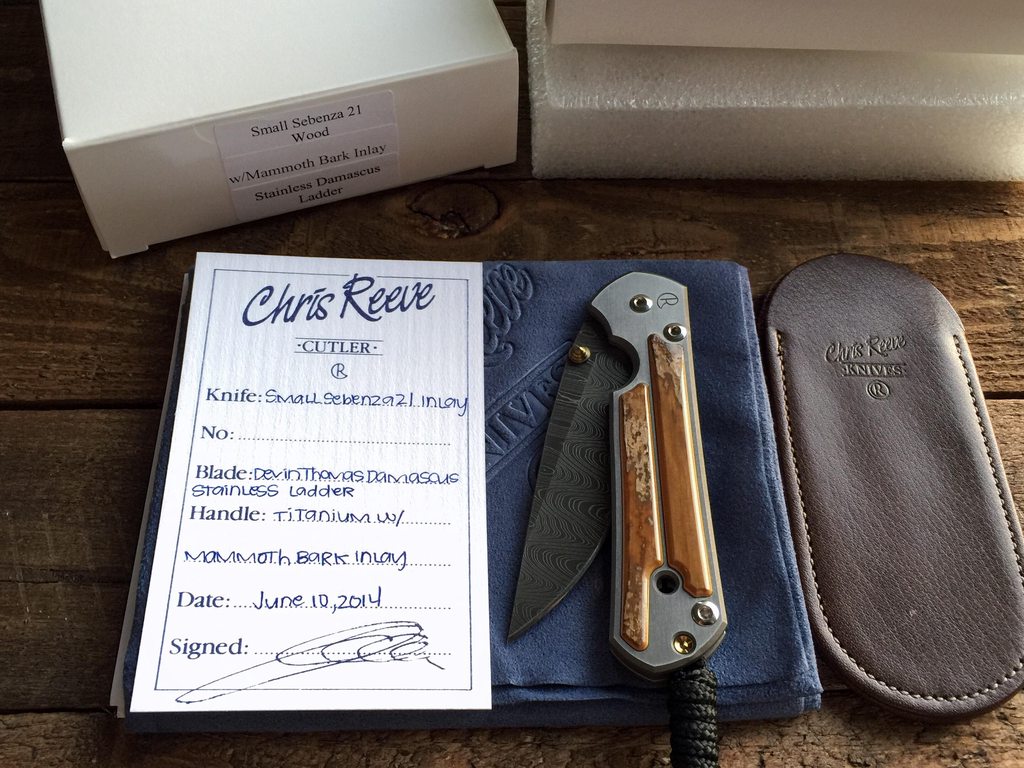 Small Sebenza 21
Wood
w/Mammoth Bark Inlay
Stainless Damascus
Ladder
Chris Reeve
·CUTLER·
R
Knife: Small Sebenza 21 Inlay
No:
Blade: Devin Thomas Damascus
Stainless Ladder
Handle: Titanium w/
Mammoth Bark Inlay
Date: June 10, 2014
Signed:
Reeve
KNIVES
R
Chris Reeve
·KNIVES·
R